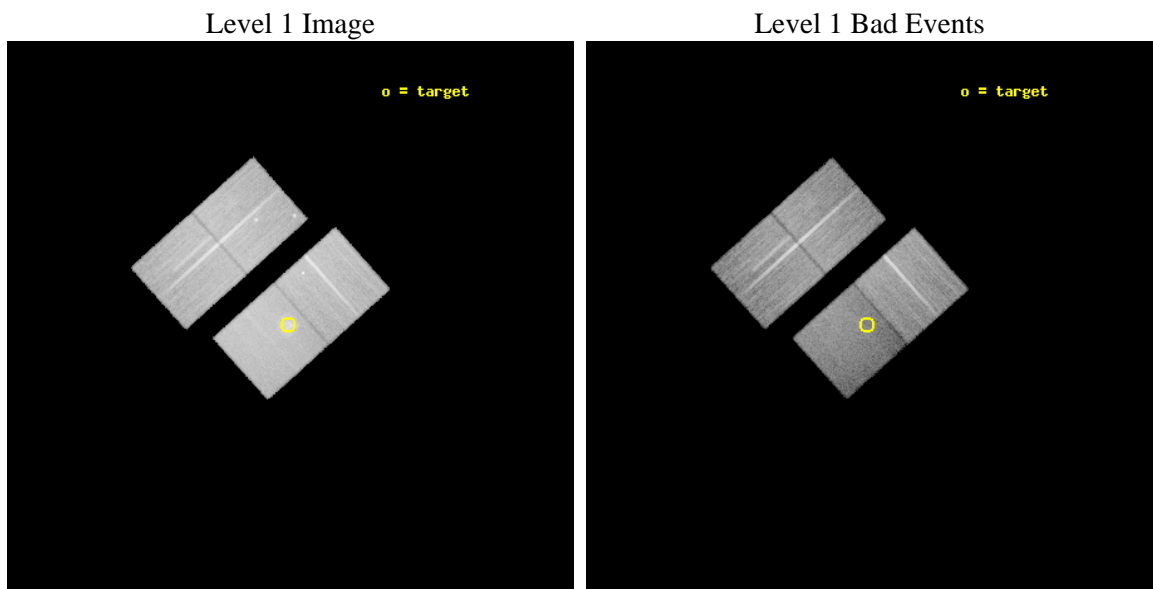 Level 1 Image
Level 1 Bad Events
o = target
o = target